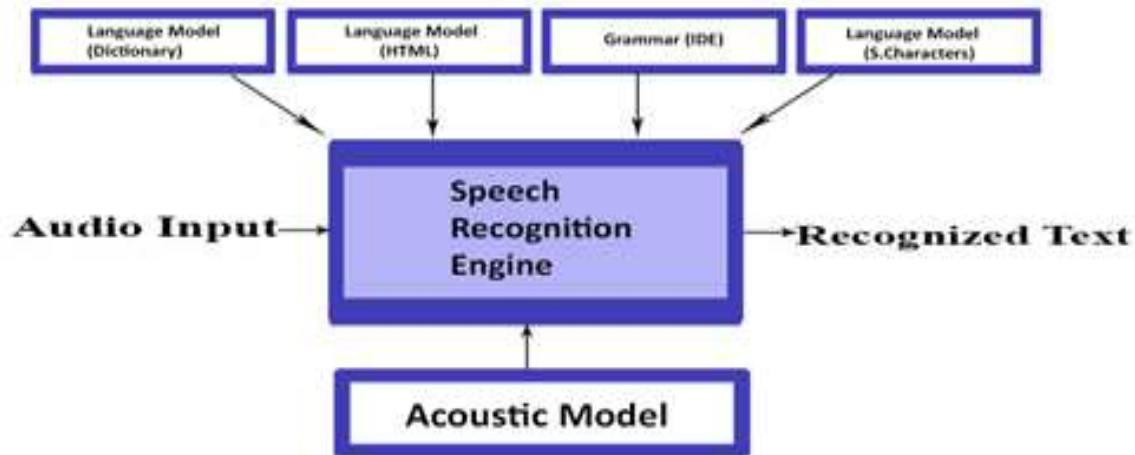 Language Model
(Dictionary)
Language Model
(HTML)
Grammar (IDE)
Language Model
(S.Characters)
Speech
Recognition
Engine
Audio Input
Recognized Text
Acoustic Model